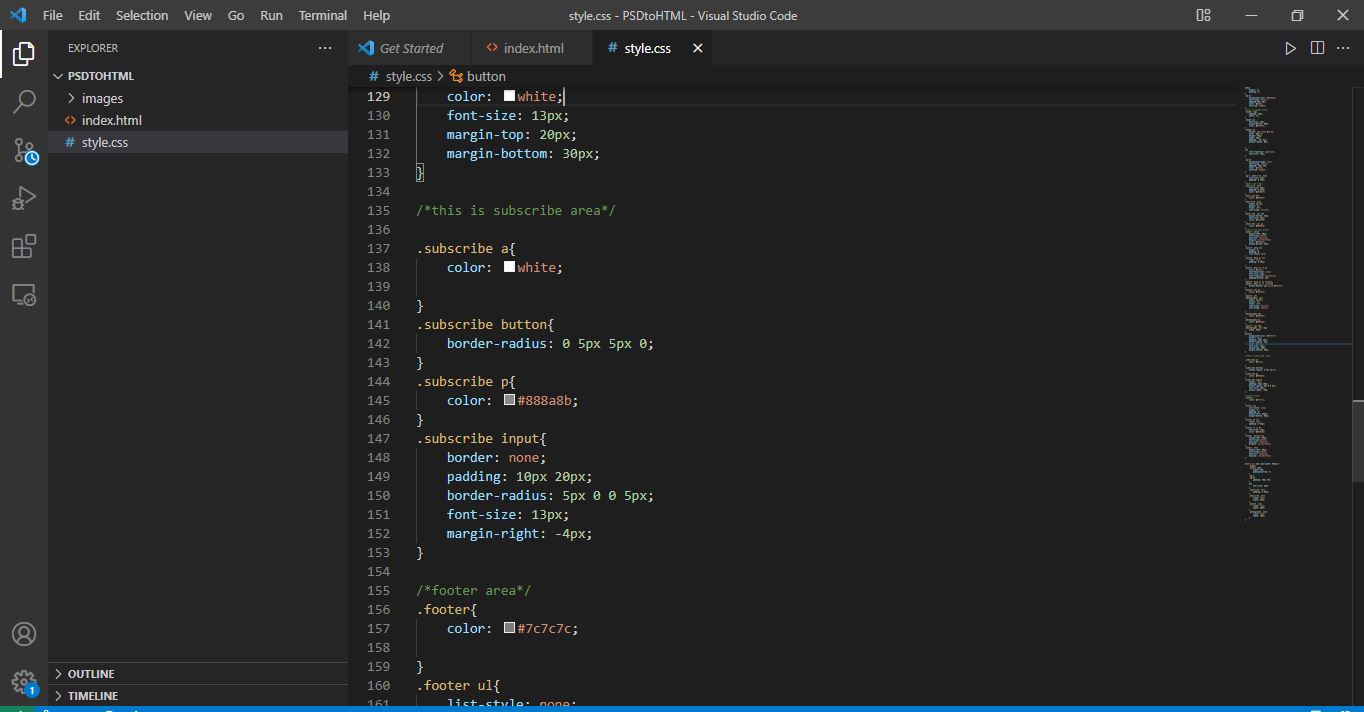 File Edit Selection View Go Run Terminal Help style.css - PSDtoHTML - Visual Studio Code
EXPLORER
Get Started
<> index.html
# style.css
PSDTOHTML
# style.css > button
images
<> index.html
# style.css
129 color: white;
130 font-size: 13px;
131 margin-top: 20px;
132 margin-bottom: 30px;
133 }
134
135 /*this is subscribe area*/
136
137 .subscribe a{
138 color: white;
139
140 }
141 .subscribe button{
142 border-radius: 0 5px 5px 0;
143 }
144 .subscribe p{
145 color: #888a8b;
146 }
147 .subscribe input{
148 border: none;
149 padding: 10px 20px;
150 border-radius: 5px 0 0 5px;
151 font-size: 13px;
152 margin-right: -4px;
153 }
154
155 /*footer area*/
156 .footer{
157 color: #7c7c7c;
158
159 }
160 .footer ul{
161 list-style: none;
OUTLINE
1
TIMELINE